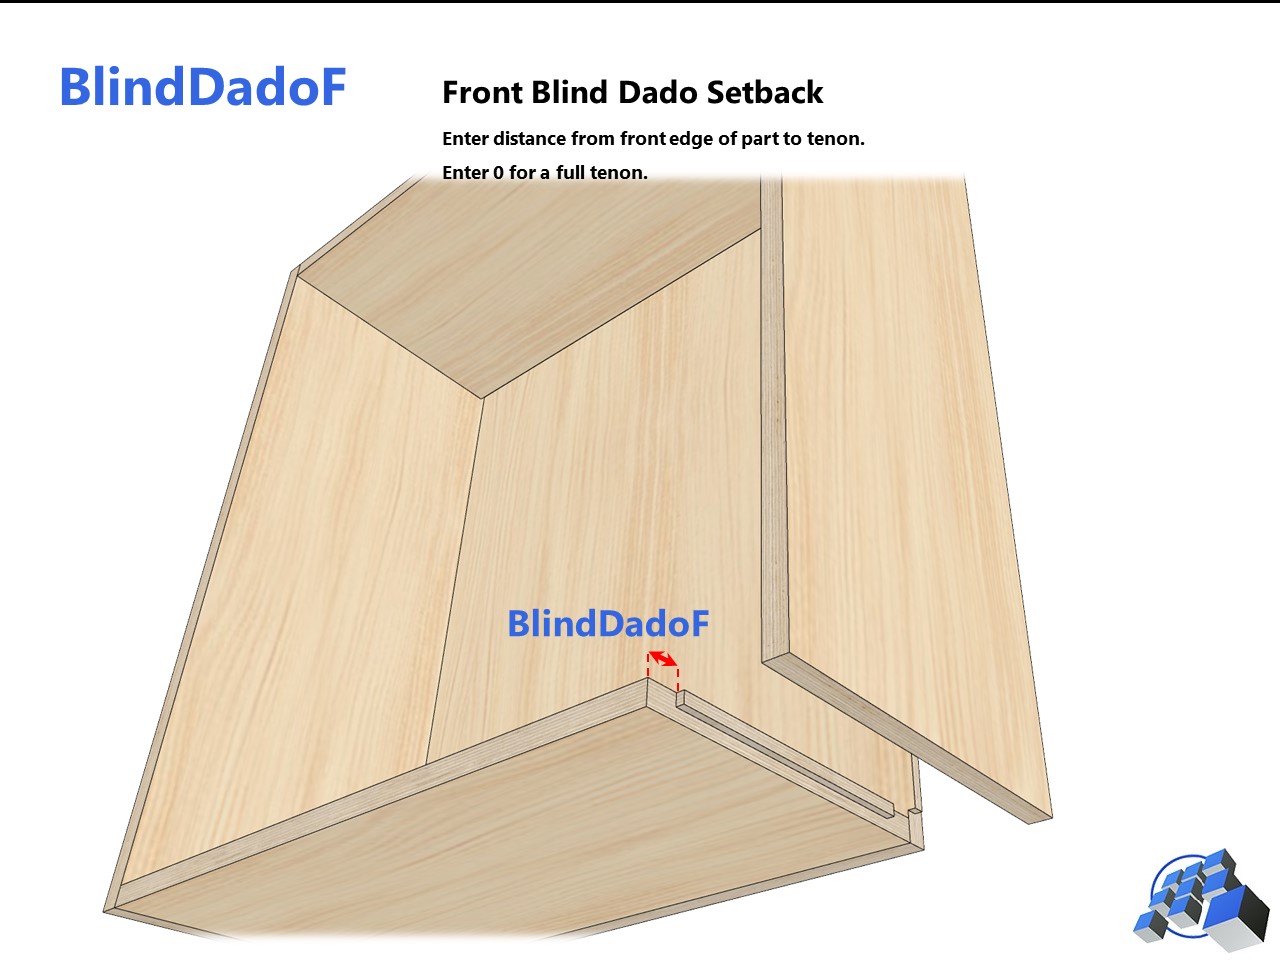 BlindDadoF
Front Blind Dado Setback
Enter distance from front edge of part to tenon.
Enter 0 for a full tenon.
BlindDadoF